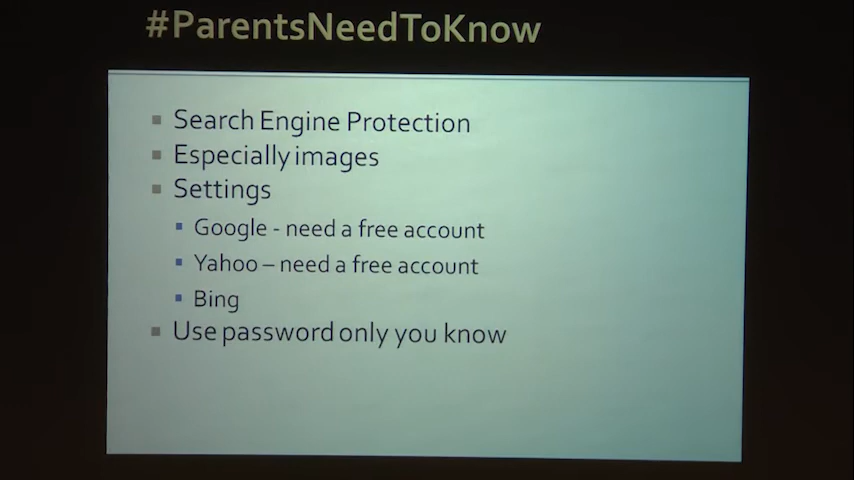 #ParentsNeedToKnow
Search Engine Protection
Especially images
Settings
Google - need a free account
Yahoo – need a free account
Bing
Use password only you know